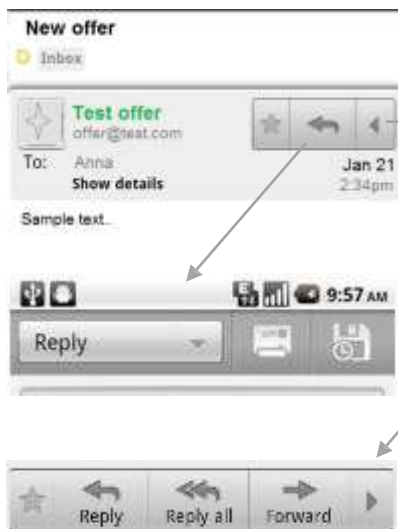 New offer
Inbox
Test offer
offer@test.com
To: Anna Jan 21
Show details 2:34pm
Sample text..
9:57 AM
Reply
Reply Reply all Forward